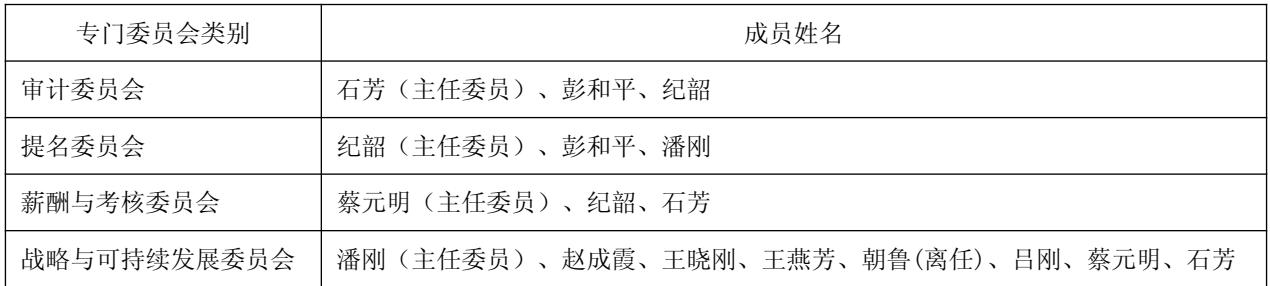 专门委员会类别 成员姓名
审计委员会 石芳（主任委员）、彭和平、纪韶
提名委员会 纪韶（主任委员）、彭和平、潘刚
薪酬与考核委员会 蔡元明（主任委员）、纪韶、石芳
战略与可持续发展委员会 潘刚（主任委员）、赵成霞、王晓刚、王燕芳、朝鲁(离任)、吕刚、蔡元明、石芳